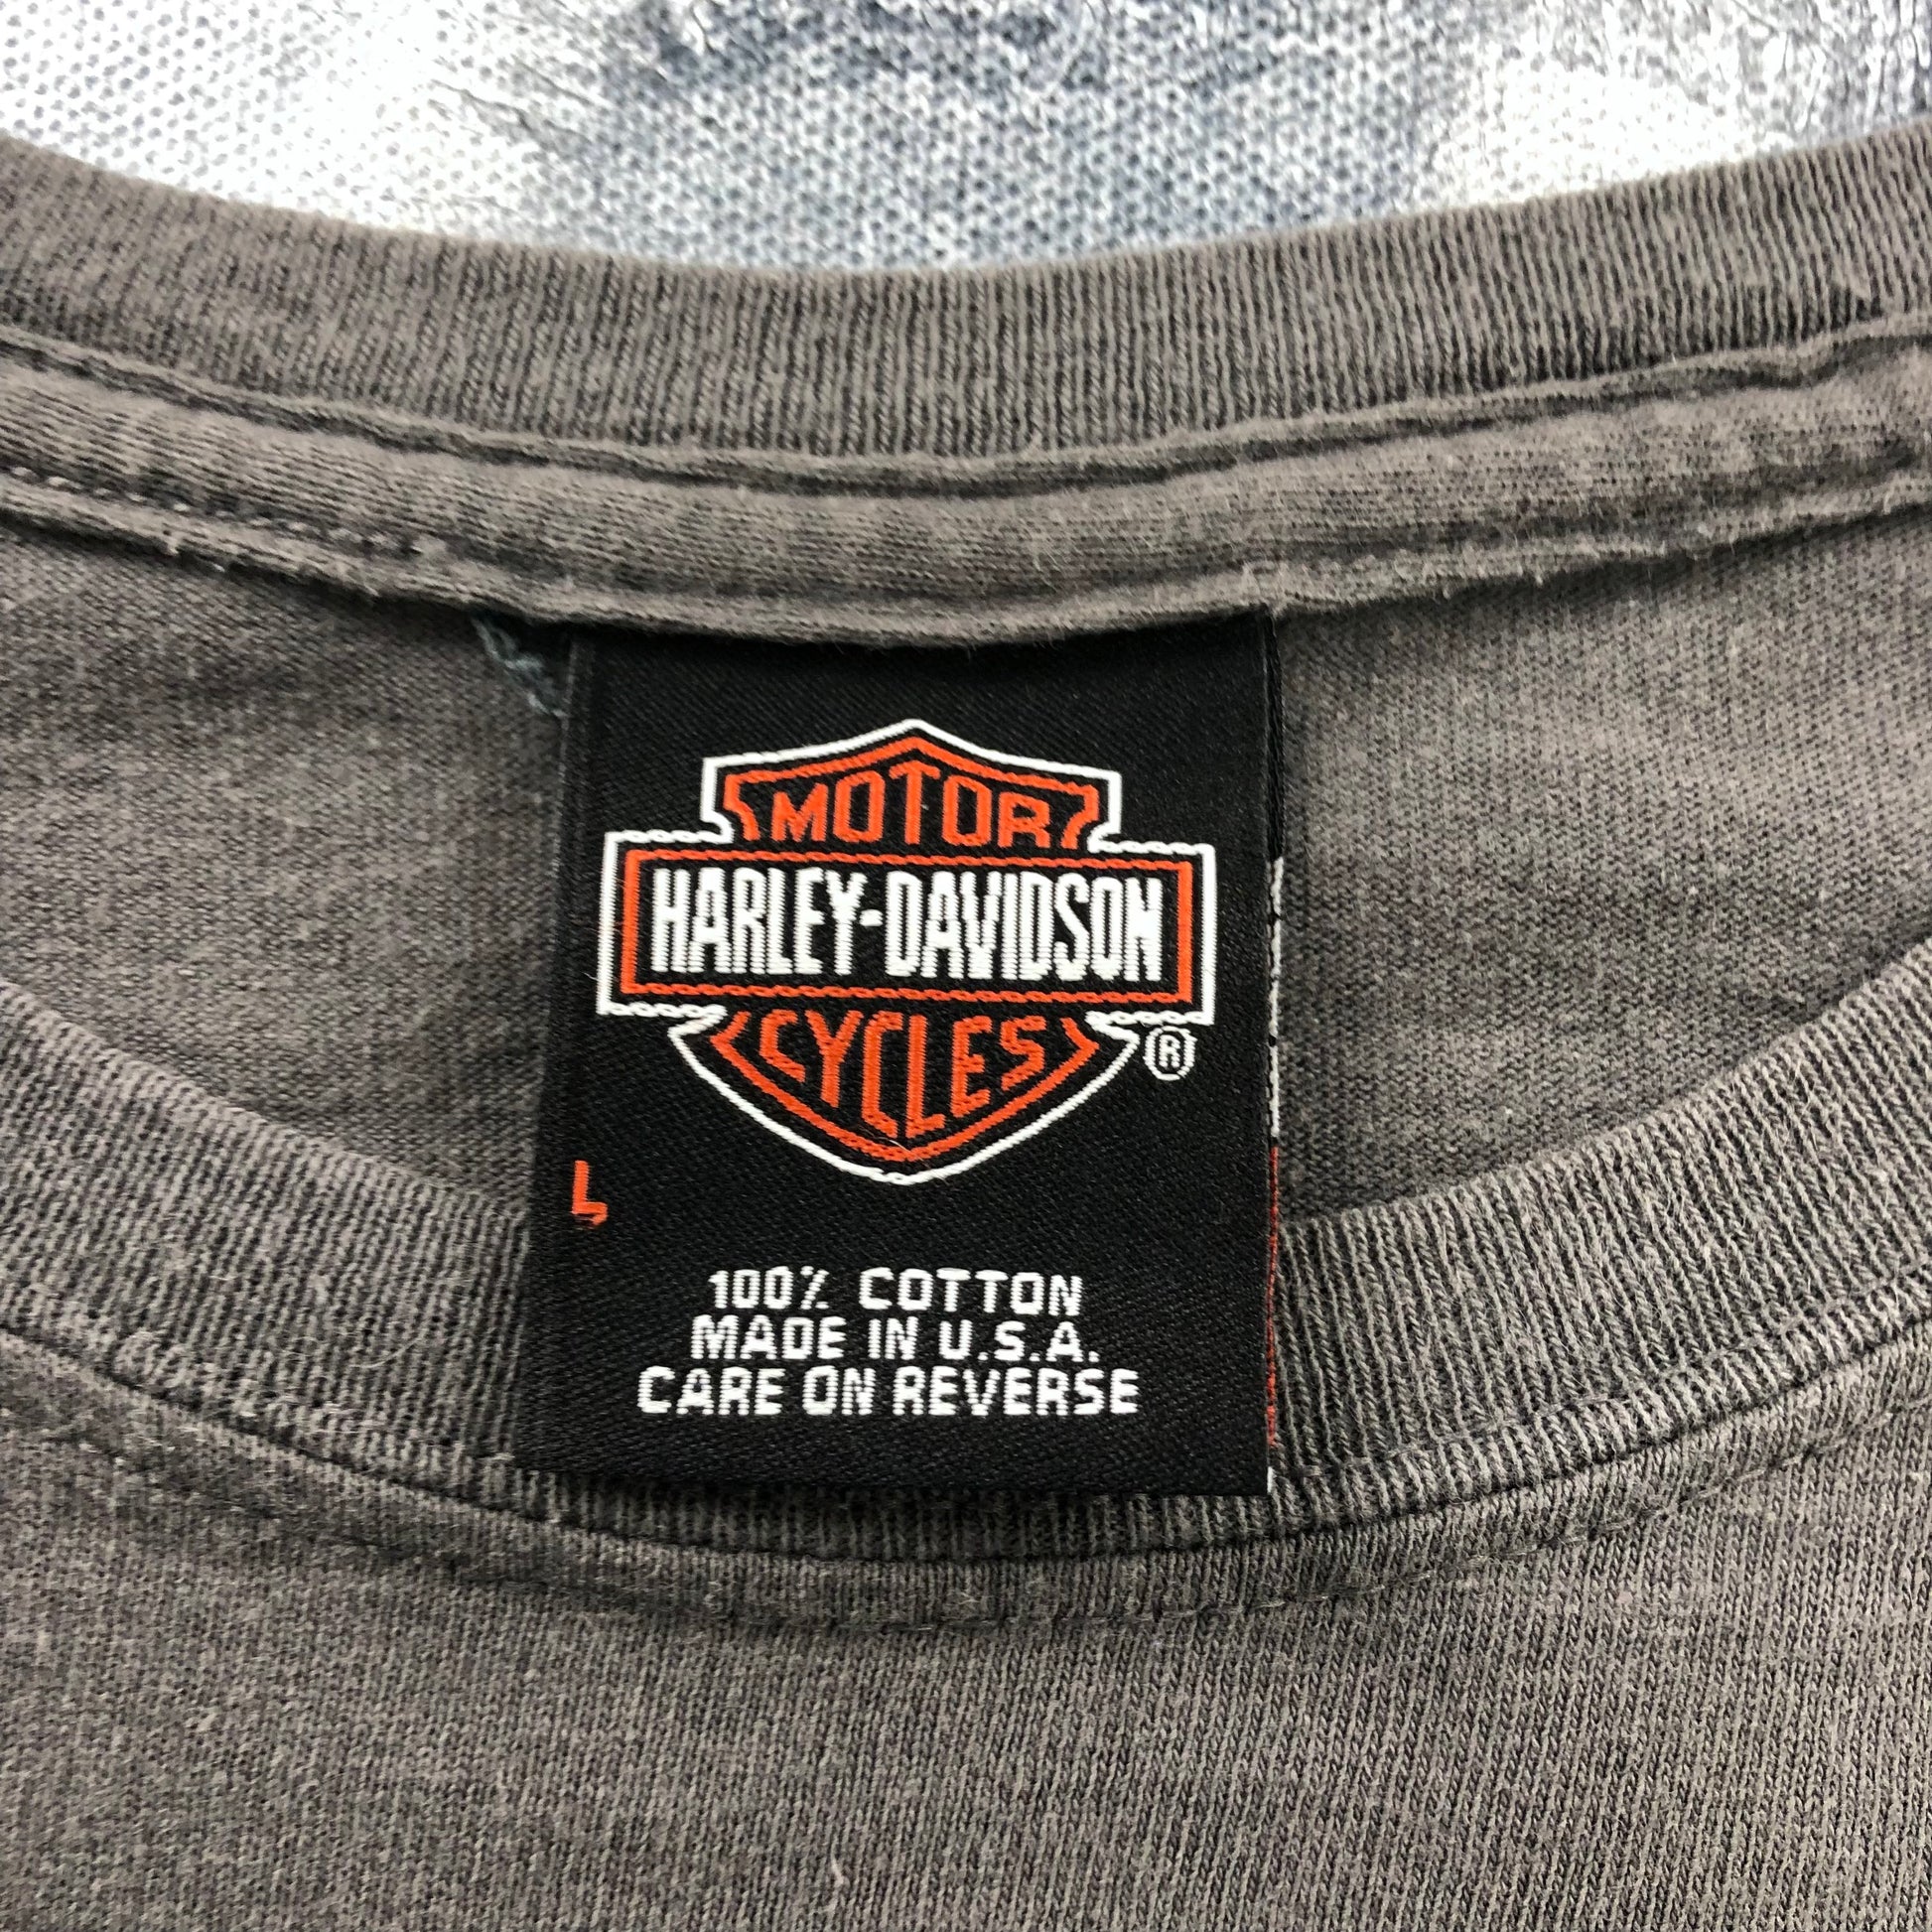 MOTOR
HARLEY-DAVIDSON
CYCLES
®
L
100% COTTON
MADE IN U.S.A.
CARE ON REVERSE